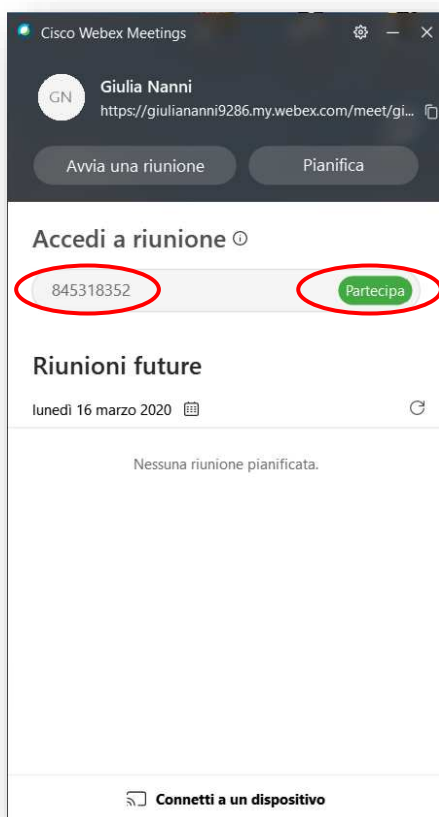 Cisco Webex Meetings
GN
Giulia Nanni
https://giuliananni9286.my.webex.com/meet/gi...
Avvia una riunione
Pianifica
Accedi a riunione
845318352
Partecipa
Riunioni future
lunedì 16 marzo 2020
Nessuna riunione pianificata.
Connetti a un dispositivo